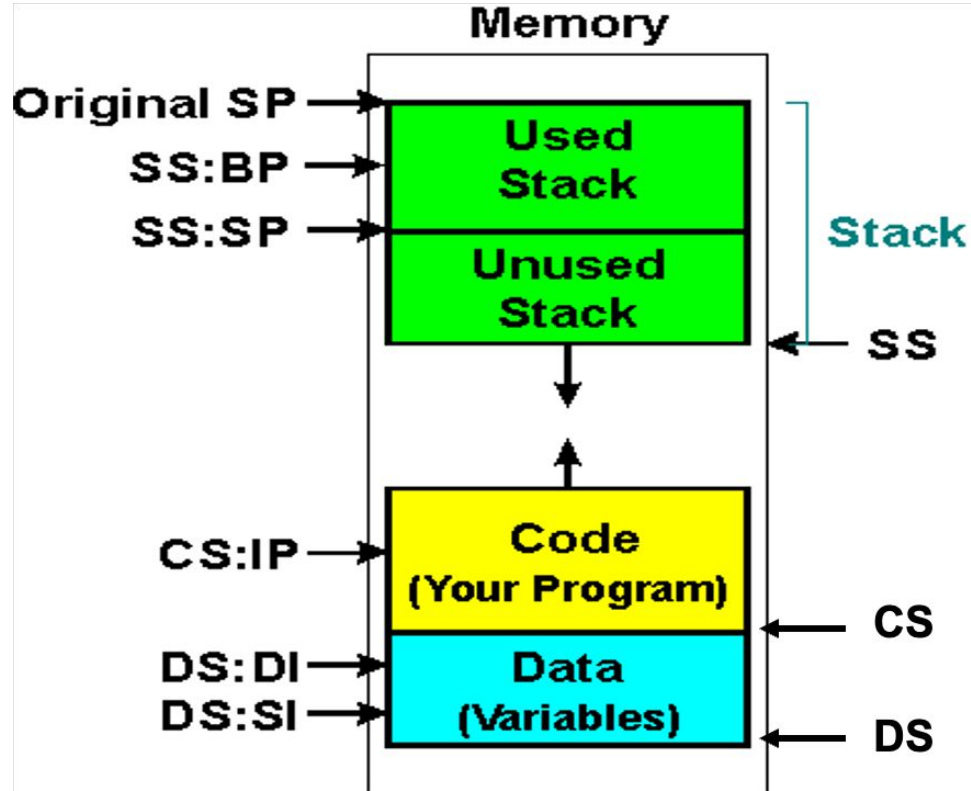 Memory
Original SP
Used
Stack
SS:BP
SS:SP
Stack
Unused
Stack
SS
Code
CS:IP
(Your Program)
CS
DS:DI
Data
DS:SI
(Variables)
DS